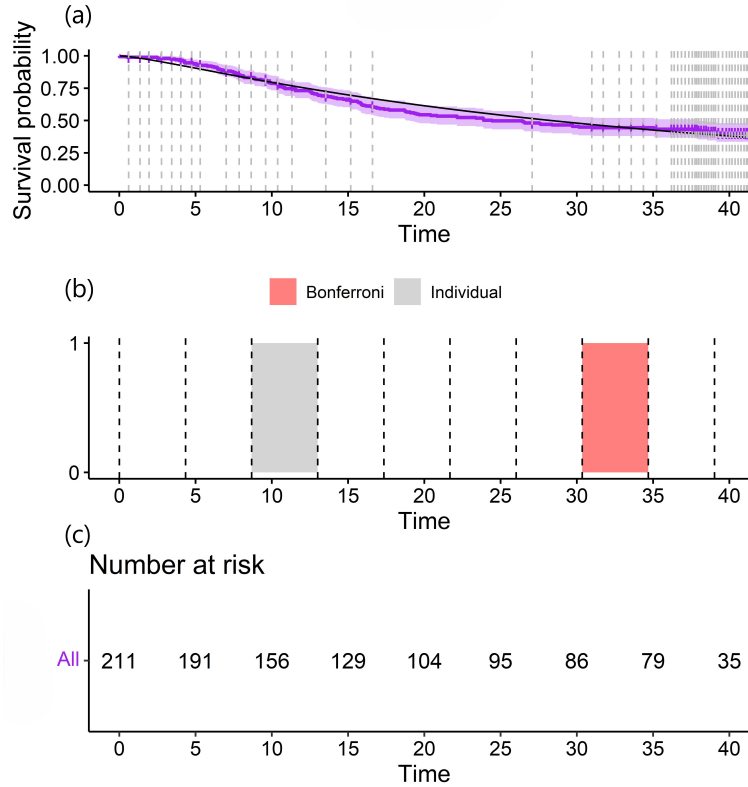 (a)
Survival probability
1.00
0.75
0.50
0.25
0.00
0 5 10 15 20 25 30 35 40
Time
(b)
Bonferroni Individual
1
0
0 5 10 15 20 25 30 35 40
Time
(c)
Number at risk
All 211 191 156 129 104 95 86 79 35
0 5 10 15 20 25 30 35 40
Time